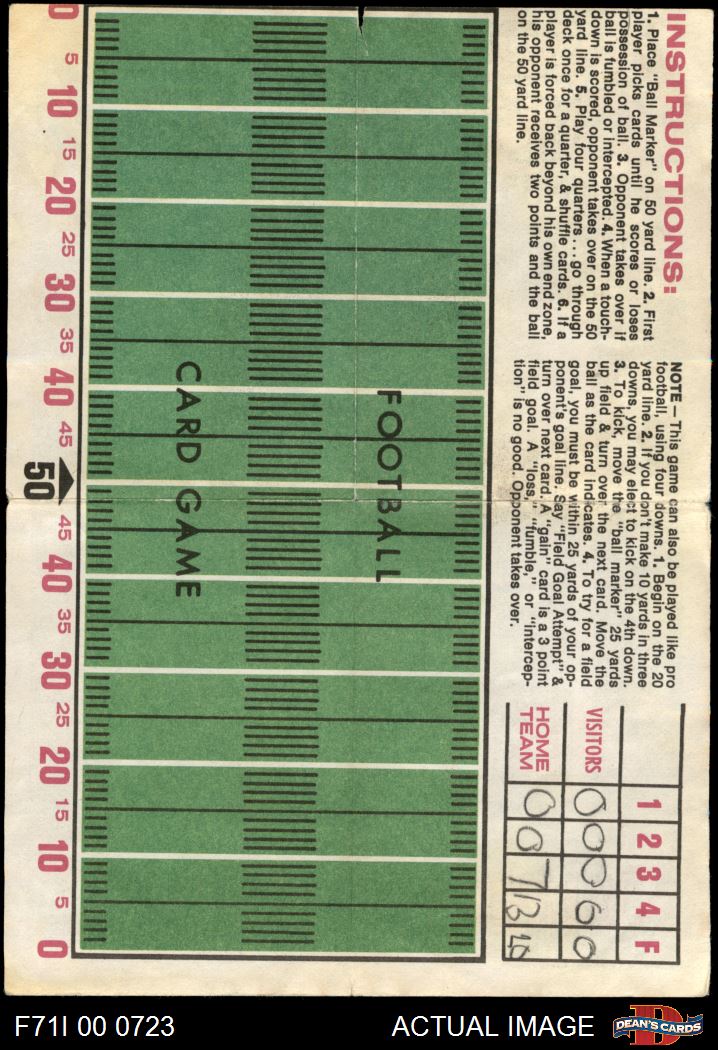 INSTRUCTIONS:
1. Place "Ball Marker" on 50 yard line. 2. First
player picks cards until he scores or loses
possession of ball. 3. Opponent takes over if
ball is fumbled or intercepted. 4. When a touch-
down is scored, opponent takes over on the 50
yard line. 5. Play four quarters . . . go through
deck once for a quarter, & shuffle cards. 6. If a
player is forced back beyond his own end zone,
his opponent receives two points and the ball
on the 50 yard line.
NOTE — This game can also be played like pro
football, using four downs. 1. Begin on the 20
yard line. 2. If you don't make 10 yards in three
downs, you may elect to kick on the 4th down.
3. To kick, move the "ball marker" 25 yards
up field & turn over the next card. Move the
ball as the card indicates. 4. To try for a field
goal, you must be within 25 yards of your op-
ponent's goal line. Say "Field Goal Attempt" &
turn over next card. A "gain" card is a 3 point
field goal. A "loss," "fumble," or "intercep-
tion" is no good. Opponent takes over.
1 2 3 4 F
VISITORS 0 0 0 6 0
HOME
TEAM 0 0 7 13
FOOTBALL
CARD GAME
0 5 10 15 20 25 30 35 40 45 50 45 40 35 30 25 20 15 10 5 0
F71I 00 0723
ACTUAL IMAGE
D
DEAN'S CARDS